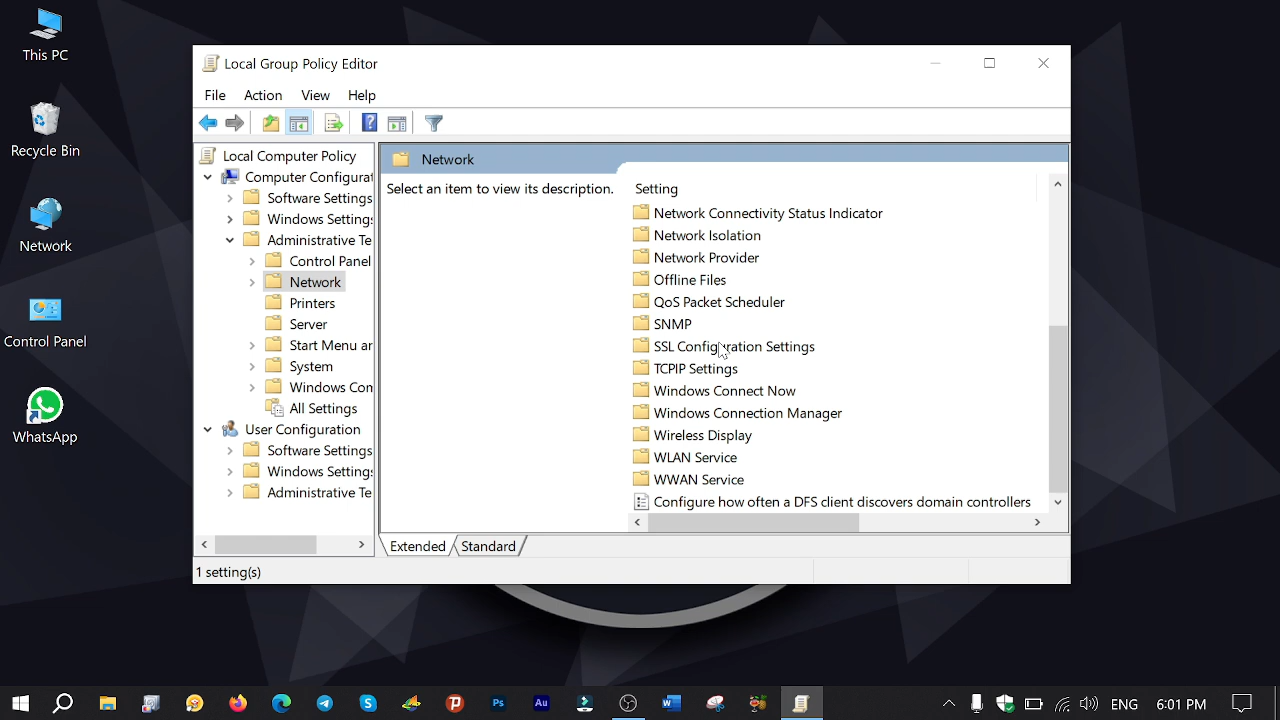 This PC
Recycle Bin
Network
Control Panel
WhatsApp
Local Group Policy Editor
File Action View Help
Local Computer Policy
Computer Configurat
Software Settings
Windows Settings
Administrative Te
Control Panel
Network
Printers
Server
Start Menu ar
System
Windows Con
All Settings
User Configuration
Software Settings
Windows Settings
Administrative Te
Network
Select an item to view its description.
Setting
Network Connectivity Status Indicator
Network Isolation
Network Provider
Offline Files
QoS Packet Scheduler
SNMP
SSL Configuration Settings
TCPIP Settings
Windows Connect Now
Windows Connection Manager
Wireless Display
WLAN Service
WWAN Service
Configure how often a DFS client discovers domain controllers
Extended Standard
1 setting(s)
Ps Au W ENG 6:01 PM